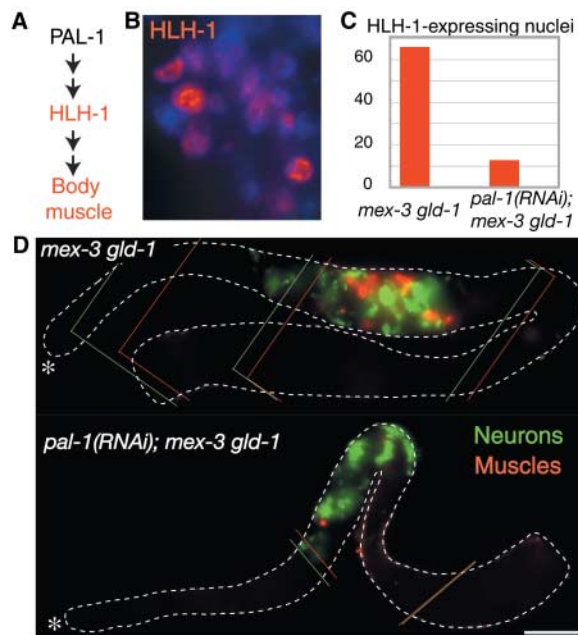 A
PAL-1
HLH-1
Body
muscle
B
HLH-1
C
HLH-1-expressing nuclei
60
40
20
0
mex-3 gld-1
pal-1(RNAi);
mex-3 gld-1
D
mex-3 gld-1
*
pal-1(RNAi); mex-3 gld-1
Neurons
Muscles
*